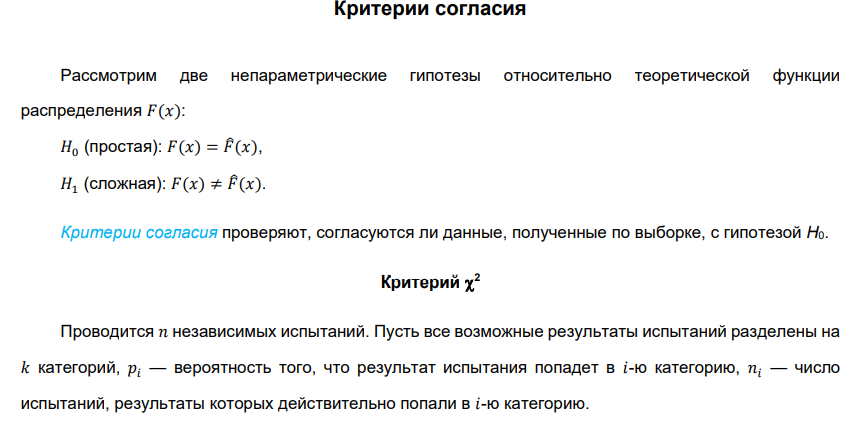 Критерии согласия
Рассмотрим две непараметрические гипотезы относительно теоретической функции
распределения 𝐹(𝑥):
𝐻₀ (простая): 𝐹(𝑥) = 𝐹̂(𝑥),
𝐻₁ (сложная): 𝐹(𝑥) ≠ 𝐹̂(𝑥).
Критерии согласия проверяют, согласуются ли данные, полученные по выборке, с гипотезой H₀.
Критерий χ²
Проводится 𝑛 независимых испытаний. Пусть все возможные результаты испытаний разделены на
𝑘 категорий, 𝑝ᵢ — вероятность того, что результат испытания попадет в 𝑖-ю категорию, 𝑛ᵢ — число
испытаний, результаты которых действительно попали в 𝑖-ю категорию.